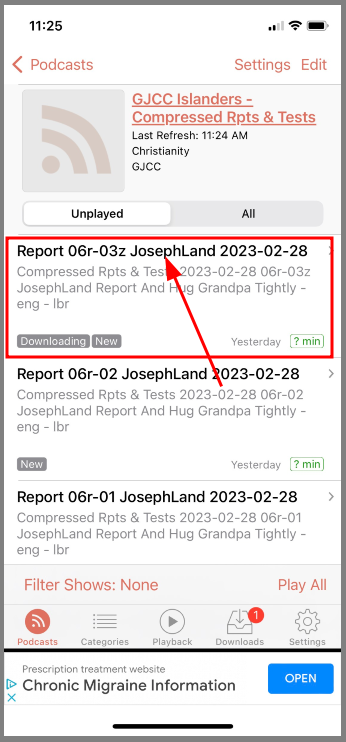 11:25
Podcasts
Settings Edit
GJCC Islanders -
Compressed Rpts & Tests
Last Refresh: 11:24 AM
Christianity
GJCC
Unplayed
All
Report 06r-03z JosephLand 2023-02-28
Compressed Rpts & Tests 2023-02-28 06r-03z
JosephLand Report And Hug Grandpa Tightly -
eng - lbr
Downloading New
Yesterday ? min
Report 06r-02 JosephLand 2023-02-28
Compressed Rpts & Tests 2023-02-28 06r-02
JosephLand Report And Hug Grandpa Tightly -
eng - lbr
New
Yesterday ? min
Report 06r-01 JosephLand 2023-02-28
Compressed Rpts & Tests 2023-02-28 06r-01
JosephLand Report And Hug Grandpa Tightly -
eng - lbr
Filter Shows: None
Play All
1
Podcasts Categories Playback Downloads Settings
Prescription treatment website
Chronic Migraine Information
OPEN